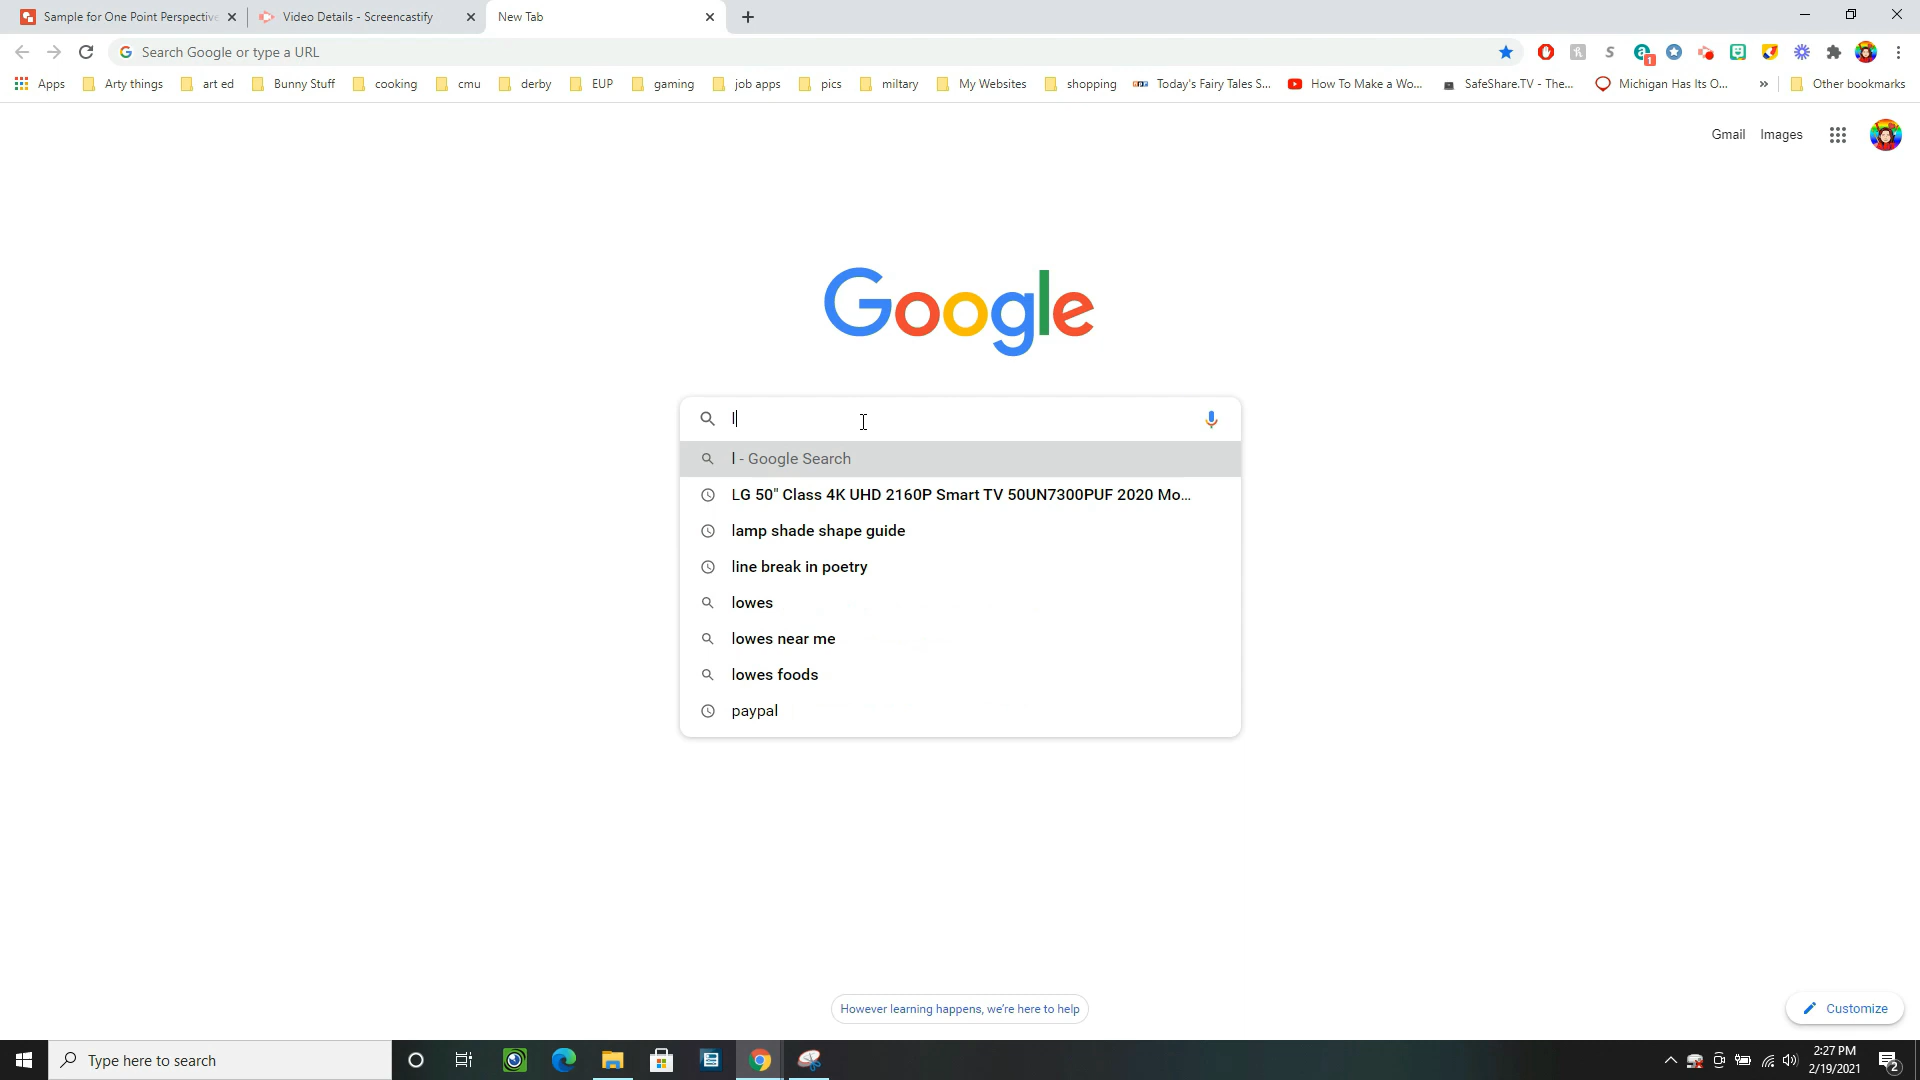 Sample for One Point Perspective
Video Details - Screencastify
New Tab
Search Google or type a URL
1
Apps
Arty things
art ed
Bunny Stuff
cooking
cmu
derby
EUP
gaming
job apps
pics
miltary
My Websites
shopping
Today's Fairy Tales S...
How To Make a Wo...
SafeShare.TV - The...
Michigan Has Its O...
»
Other bookmarks
Gmail
Images
Google
l
l - Google Search
LG 50" Class 4K UHD 2160P Smart TV 50UN7300PUF 2020 Mo...
lamp shade shape guide
line break in poetry
lowes
lowes near me
lowes foods
paypal
However learning happens, we're here to help
Customize
Type here to search
2:27 PM
2/19/2021
2